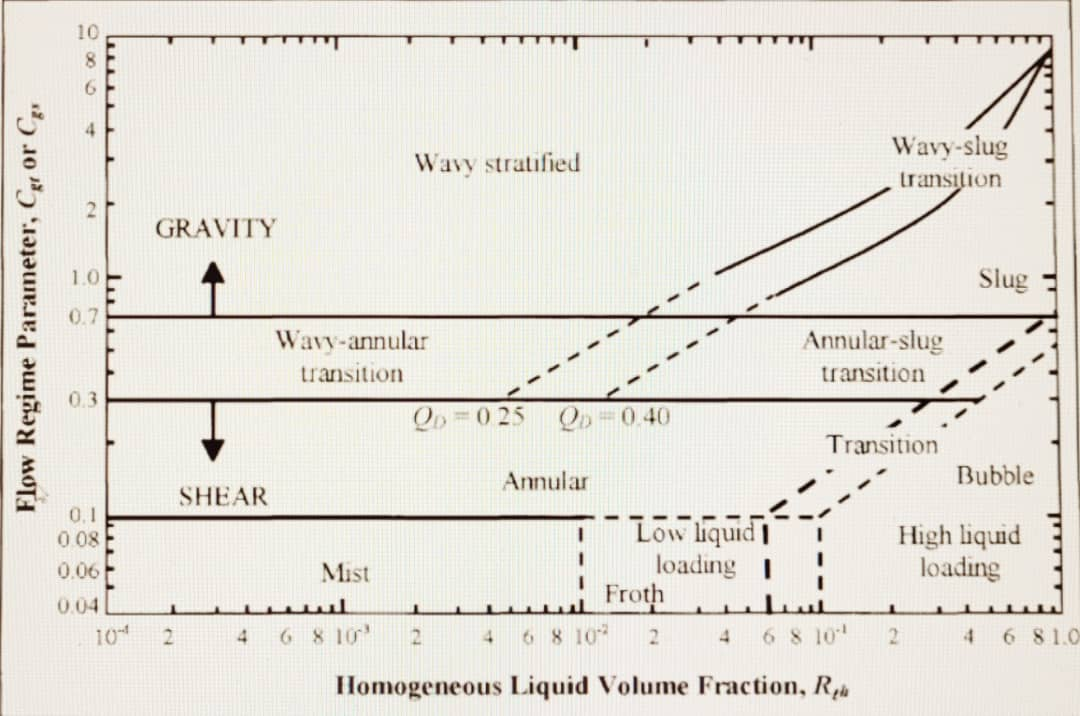 10
8
6
4
2
1.0
0.7
0.3
0.1
0.08
0.06
0.04
Flow Regime Parameter, Cgt or Cgs
Wavy stratified
Wavy-slug
transition
GRAVITY
Slug
Wavy-annular
transition
Annular-slug
transition
QD = 0.25 QD = 0.40
Transition
Annular
Bubble
SHEAR
Low liquid
loading
High liquid
loading
Mist
Froth
10-4 2 4 6 8 10-3 2 4 6 8 10-2 2 4 6 8 10-1 2 4 6 8 1.0
Homogeneous Liquid Volume Fraction, Rℓh